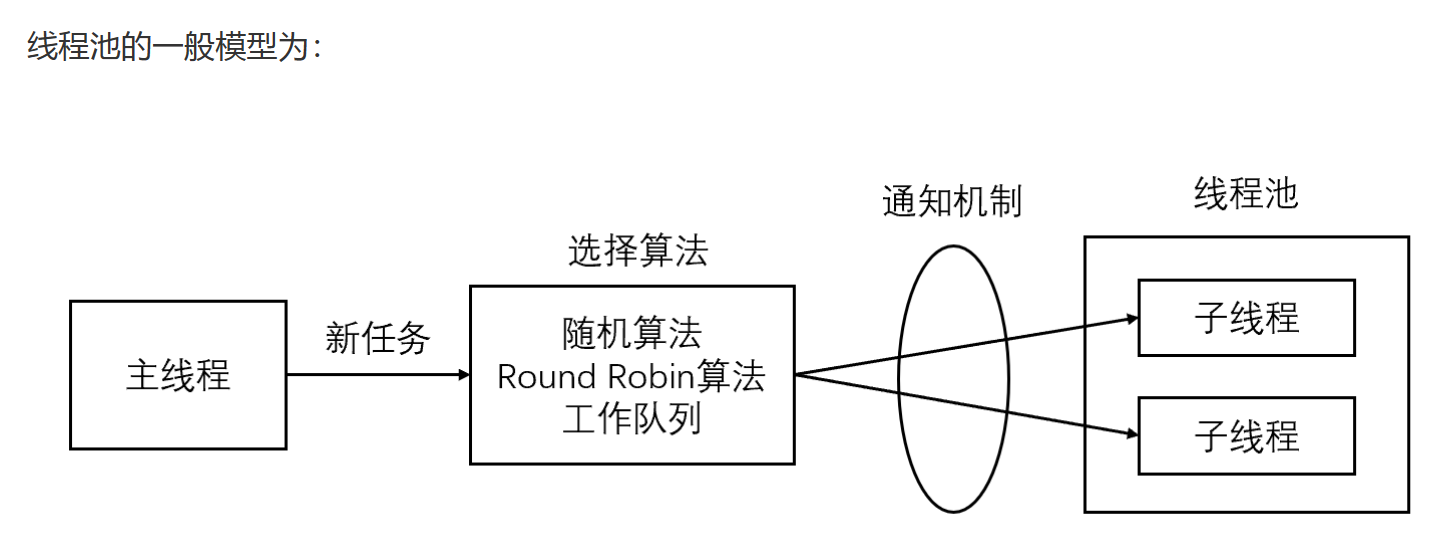 线程池的一般模型为：
主线程
新任务
选择算法
随机算法
Round Robin算法
工作队列
通知机制
线程池
子线程
子线程